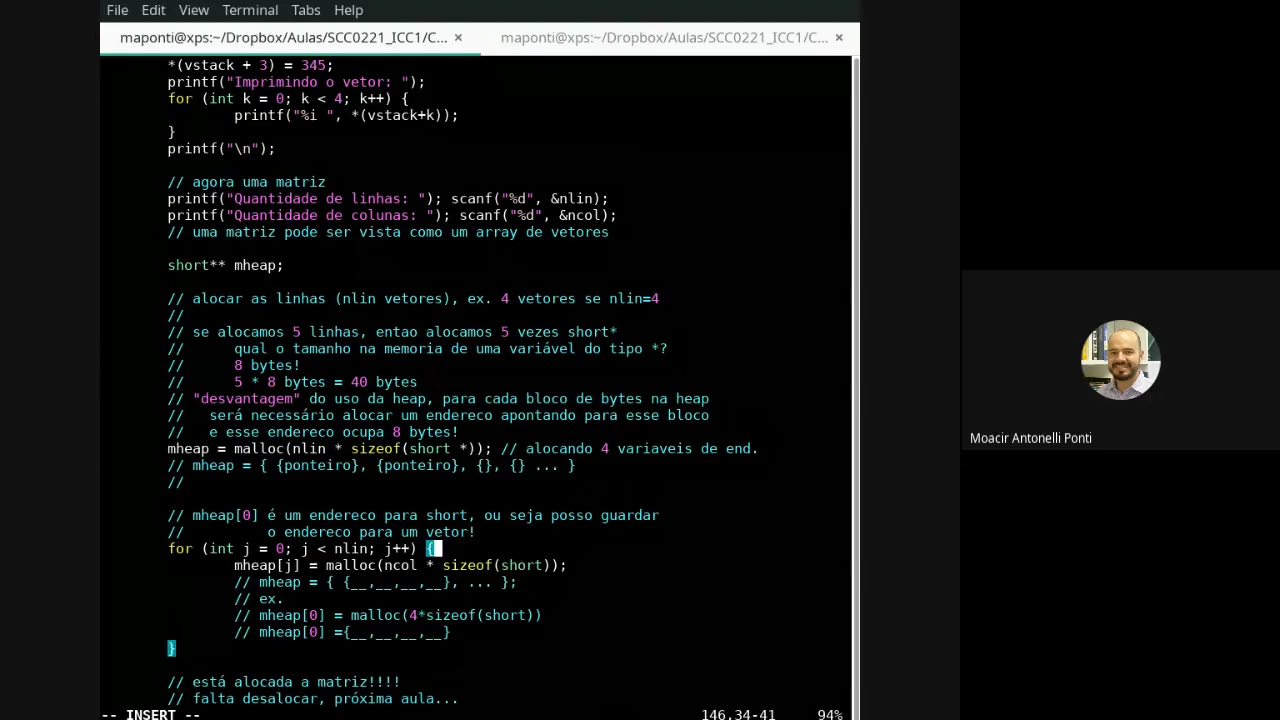 File Edit View Terminal Tabs Help
maponti@xps:~/Dropbox/Aulas/SCC0221_ICC1/C... × maponti@xps:~/Dropbox/Aulas/SCC0221_ICC1/C... ×
*(vstack + 3) = 345;
printf("Imprimindo o vetor: ");
for (int k = 0; k < 4; k++) {
printf("%i ", *(vstack+k));
}
printf("\n");
// agora uma matriz
printf("Quantidade de linhas: "); scanf("%d", &nlin);
printf("Quantidade de colunas: "); scanf("%d", &ncol);
// uma matriz pode ser vista como um array de vetores
short** mheap;
// alocar as linhas (nlin vetores), ex. 4 vetores se nlin=4
//
// se alocamos 5 linhas, entao alocamos 5 vezes short*
// qual o tamanho na memoria de uma variável do tipo *?
// 8 bytes!
// 5 * 8 bytes = 40 bytes
// "desvantagem" do uso da heap, para cada bloco de bytes na heap
// será necessário alocar um endereco apontando para esse bloco
// e esse endereco ocupa 8 bytes!
mheap = malloc(nlin * sizeof(short *)); // alocando 4 variaveis de end.
// mheap = { {ponteiro}, {ponteiro}, {}, {} ... }
//
// mheap[0] é um endereco para short, ou seja posso guardar
// o endereco para um vetor!
for (int j = 0; j < nlin; j++) {
mheap[j] = malloc(ncol * sizeof(short));
// mheap = { {__,__,__,__}, ... };
// ex.
// mheap[0] = malloc(4*sizeof(short))
// mheap[0] ={__,__,__,__}
}
// está alocada a matriz!!!!
// falta desalocar, próxima aula...
-- INSERT -- 146,34-41 94%
Moacir Antonelli Ponti